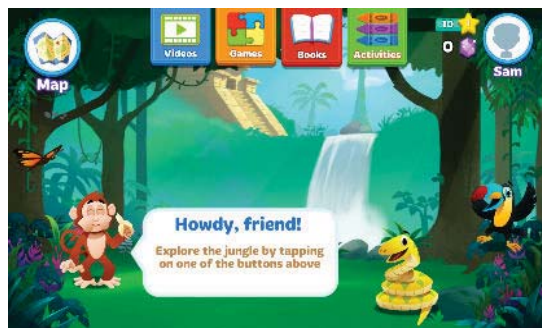 Videos
Games
Books
Activities
10
0
Map
Sam
Howdy, friend!
Explore the jungle by tapping
on one of the buttons above